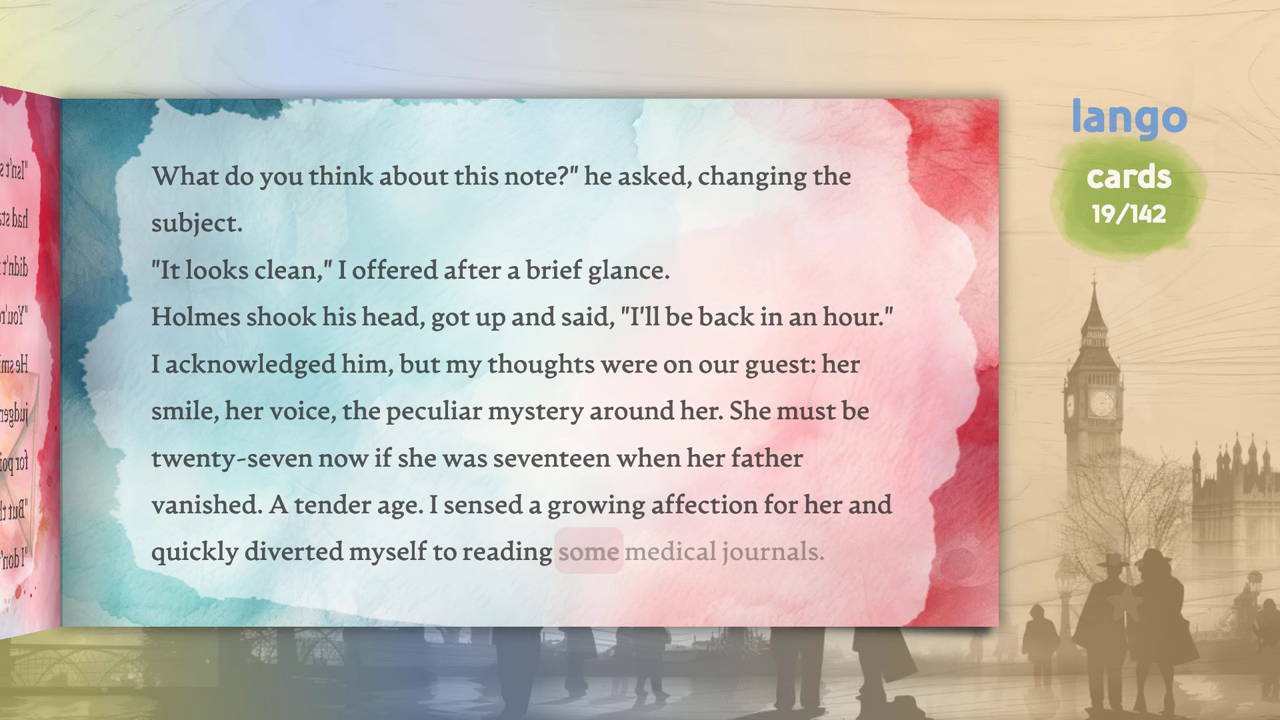 What do you think about this note?" he asked, changing the
subject.
"It looks clean," I offered after a brief glance.
Holmes shook his head, got up and said, "I'll be back in an hour."
I acknowledged him, but my thoughts were on our guest: her
smile, her voice, the peculiar mystery around her. She must be
twenty-seven now if she was seventeen when her father
vanished. A tender age. I sensed a growing affection for her and
quickly diverted myself to reading some medical journals.
lango
cards
19/142